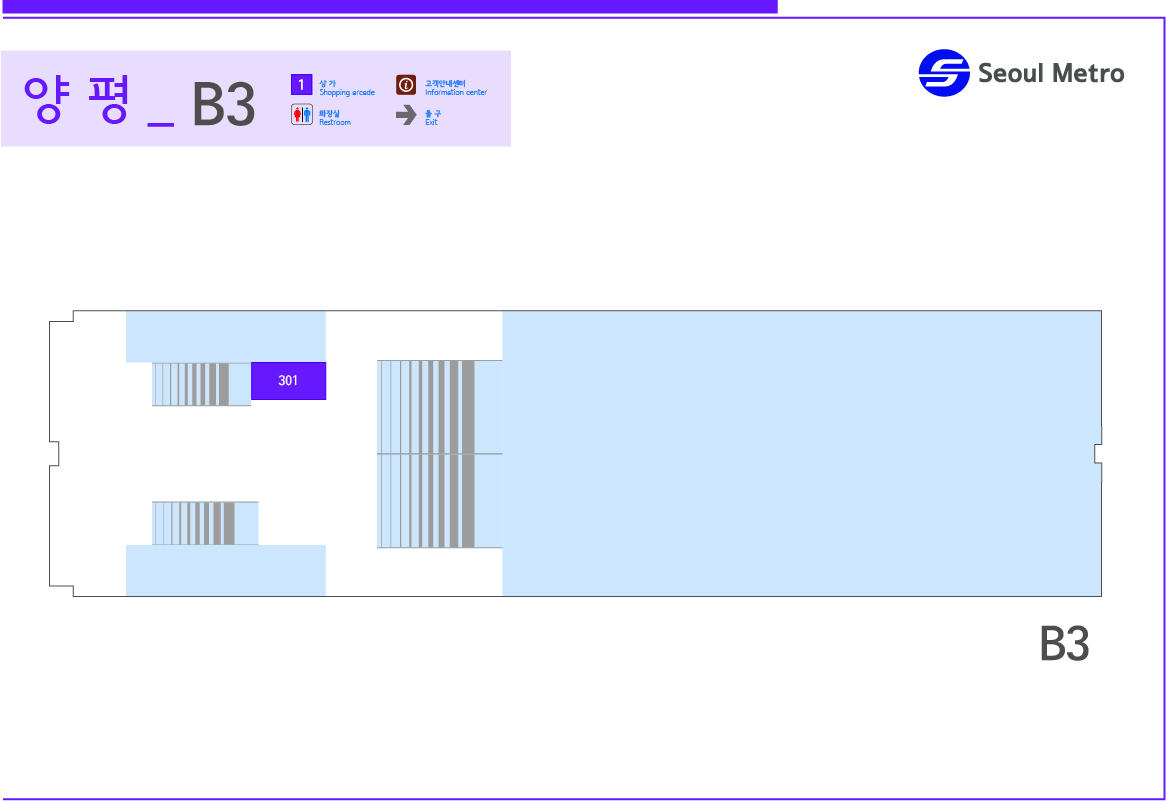 양 평 _ B3
1 상 가
Shopping arcade
고객안내센터
Information center
화장실
Restroom
출 구
Exit
Seoul Metro
301
B3